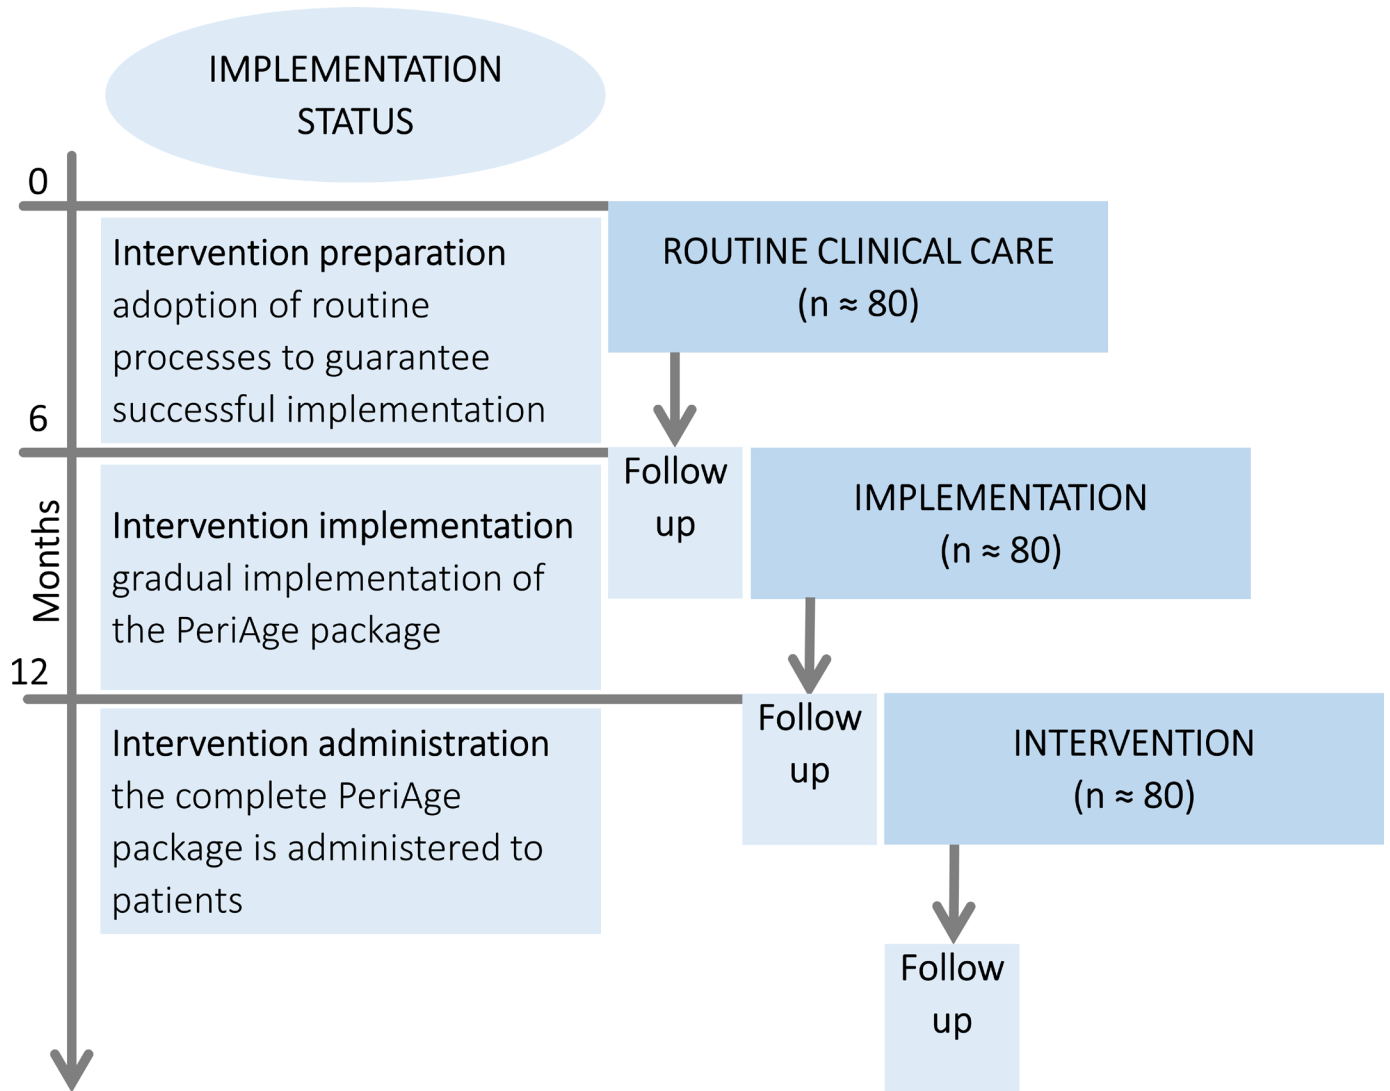 IMPLEMENTATION
STATUS
0
Intervention preparation
adoption of routine
processes to guarantee
successful implementation
ROUTINE CLINICAL CARE
(n ≈ 80)
6
Months
Intervention implementation
gradual implementation of
the PeriAge package
Follow
up
IMPLEMENTATION
(n ≈ 80)
12
Intervention administration
the complete PeriAge
package is administered to
patients
Follow
up
INTERVENTION
(n ≈ 80)
Follow
up